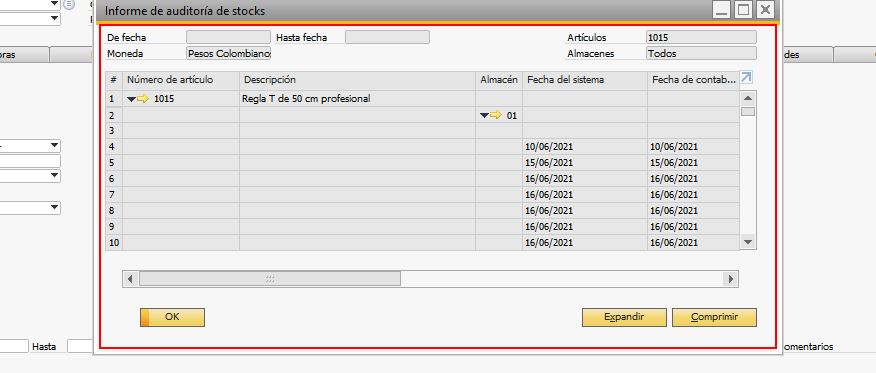 Informe de auditoría de stocks
De fecha Hasta fecha Artículos 1015
Moneda Pesos Colombianos Almacenes Todos
oras des
# Número de artículo Descripción Almacén Fecha del sistema Fecha de contab...
1 1015 Regla T de 50 cm profesional
2 01
3
4 10/06/2021 10/06/2021
5 15/06/2021 15/06/2021
6 16/06/2021 16/06/2021
7 16/06/2021 16/06/2021
8 16/06/2021 16/06/2021
9 16/06/2021 16/06/2021
10 16/06/2021 16/06/2021
OK Expandir Comprimir
Hasta omentarios